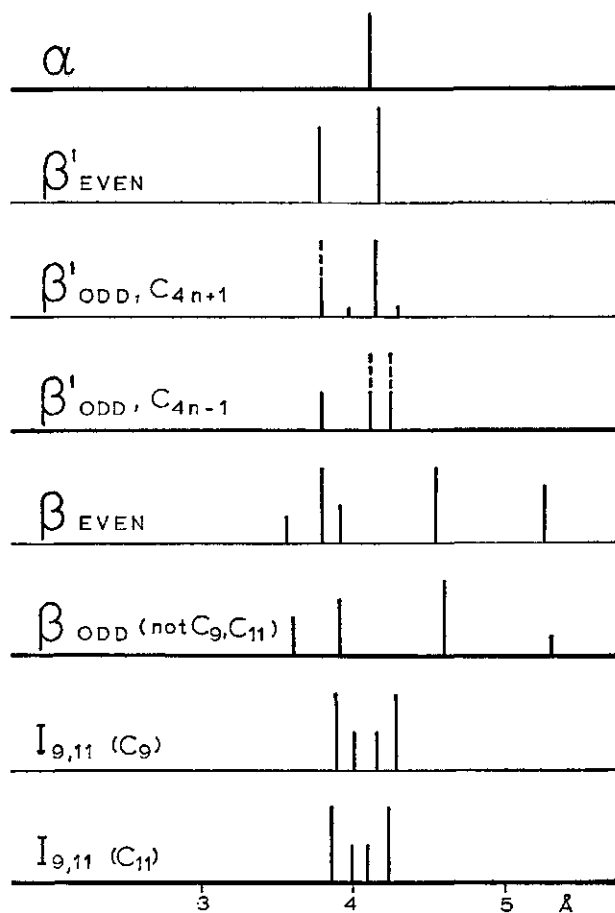 α
β'EVEN
β'ODD, C4n+1
β'ODD, C4n-1
βEVEN
βODD (not C9,C11)
I9,11 (C9)
I9,11 (C11)
3 4 5 Å